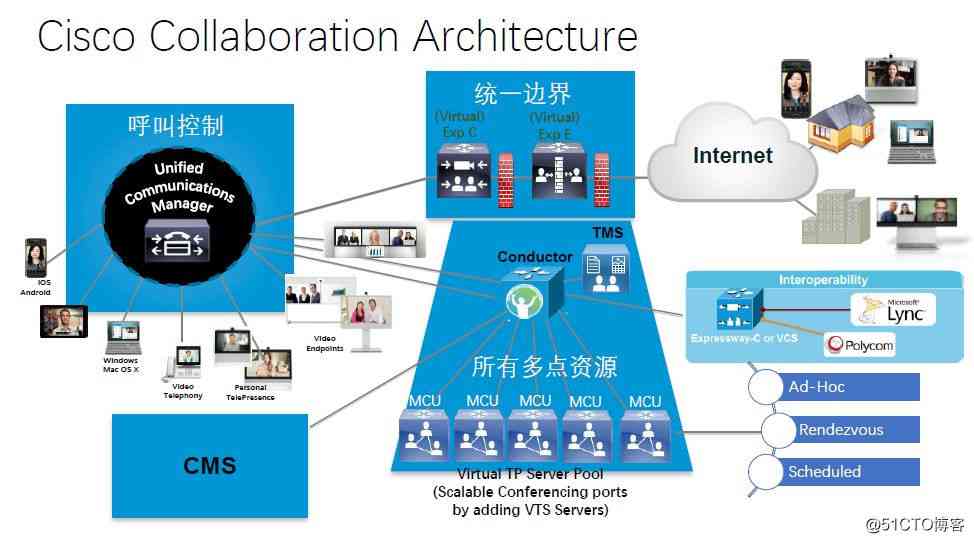 Cisco Collaboration Architecture
呼叫控制
Unified
Communications
Manager
统一边界
(Virtual)
Exp C
(Virtual)
Exp E
Internet
IOS
Android
Windows
Mac OS X
Video
Telephony
Personal
TelePresence
Video
Endpoints
TMS
Conductor
所有多点资源
MCU
MCU
MCU
MCU
MCU
Virtual TP Server Pool
(Scalable Conferencing ports
by adding VTS Servers)
CMS
Interoperability
Expressway-C or VCS
Microsoft®
Lync™
Polycom
Ad-Hoc
Rendezvous
Scheduled
@51CTO博客